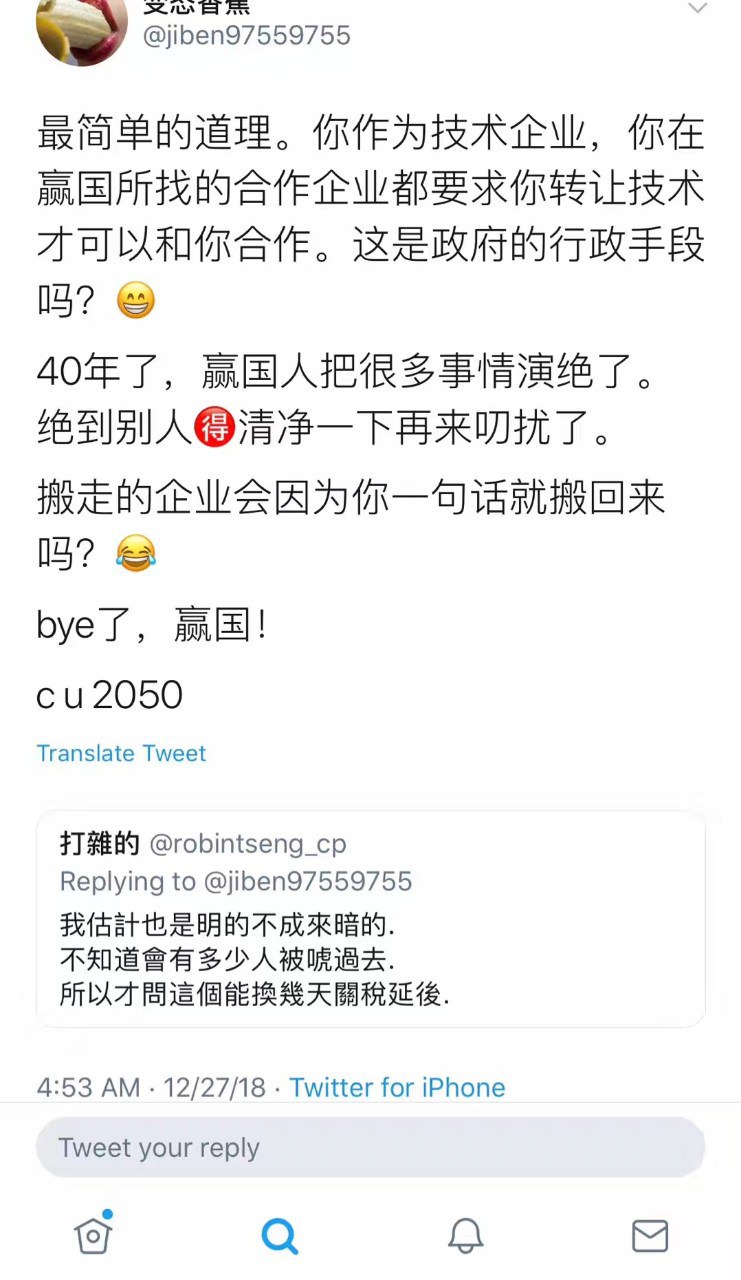 变态香蕉
@jiben97559755
最简单的道理。你作为技术企业，你在
赢国所找的合作企业都要求你转让技术
才可以和你合作。这是政府的行政手段
吗？😁
40年了，赢国人把很多事情演绝了。
绝到别人🉐清净一下再来叨扰了。
搬走的企业会因为你一句话就搬回来
吗？😂
bye了，赢国！
c u 2050
Translate Tweet
打雜的 @robintseng_cp
Replying to @jiben97559755
我估計也是明的不成來暗的.
不知道會有多少人被唬過去.
所以才問這個能換幾天關稅延後.
4:53 AM · 12/27/18 · Twitter for iPhone
Tweet your reply